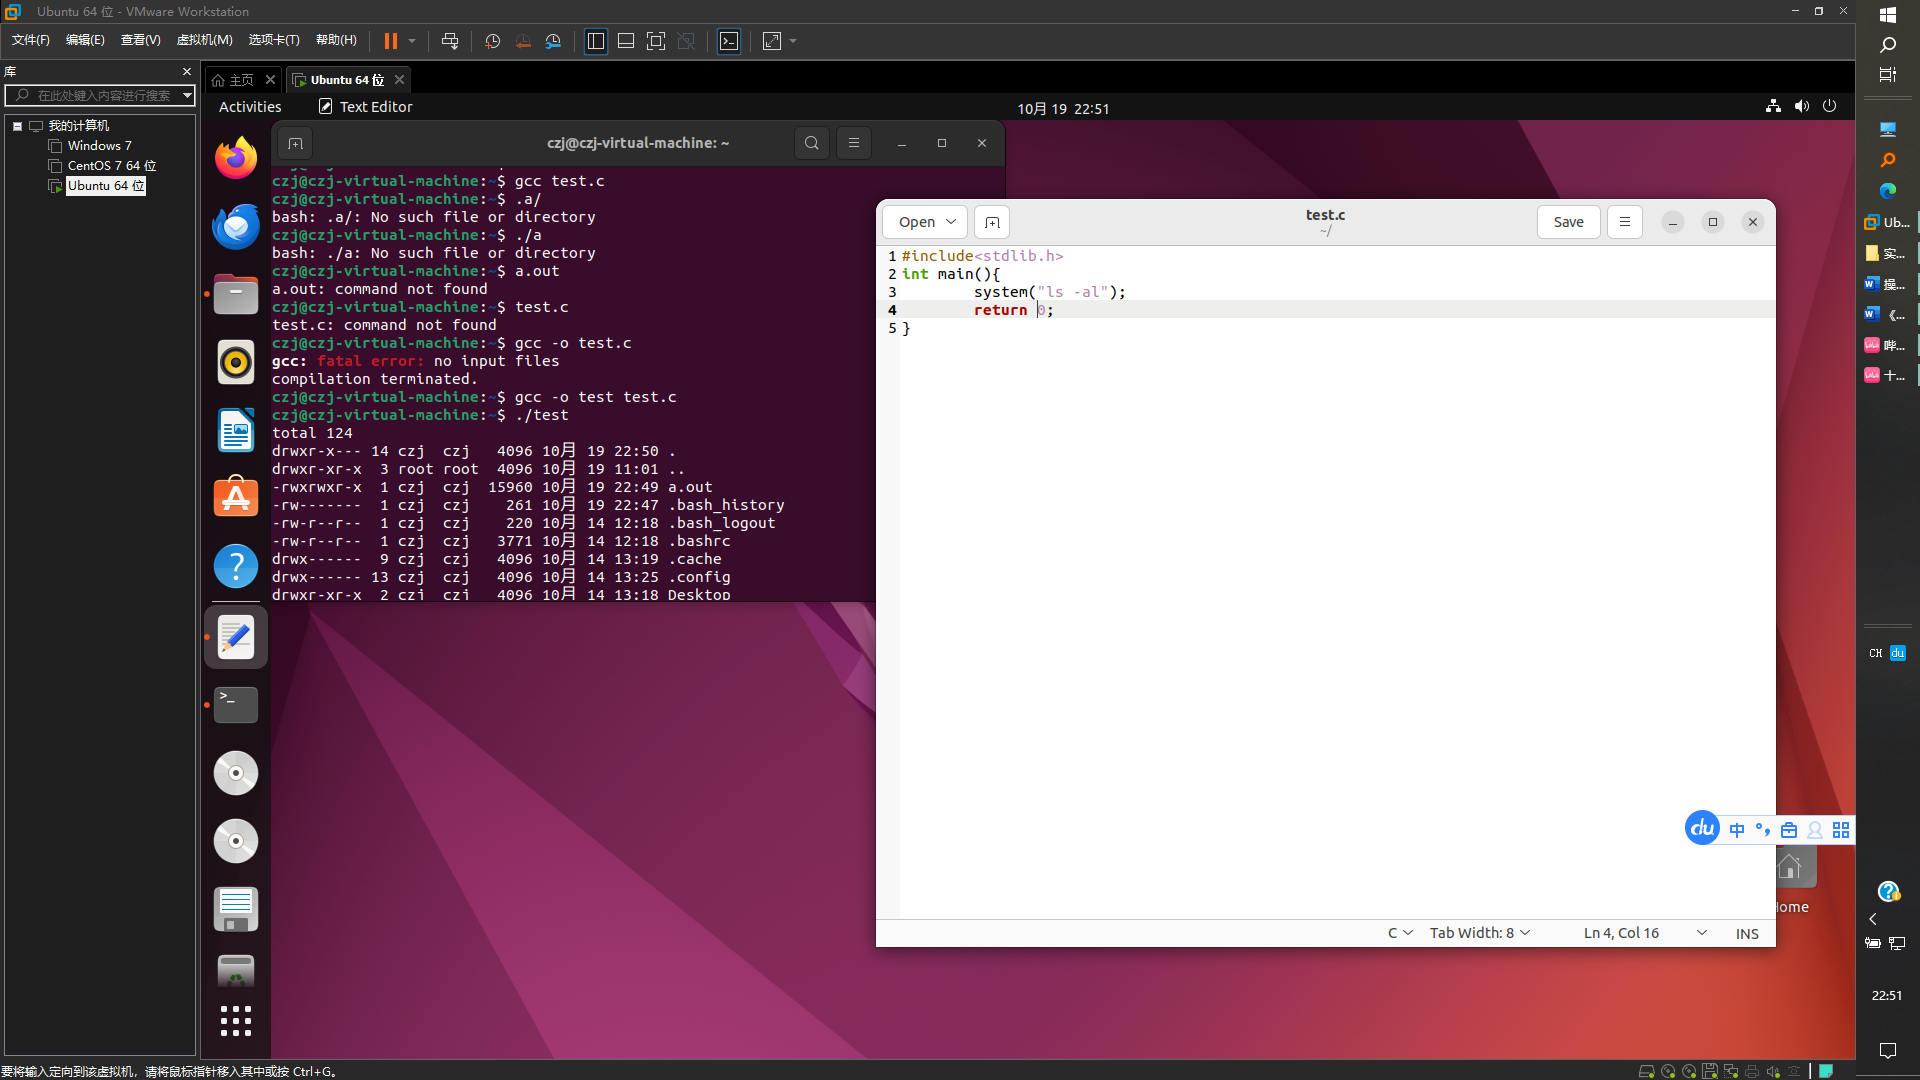 Ubuntu 64 位 - VMware Workstation
文件(F) 编辑(E) 查看(V) 虚拟机(M) 选项卡(T) 帮助(H)
库
在此处键入内容进行搜索
我的计算机
Windows 7
CentOS 7 64 位
Ubuntu 64 位
主页
Ubuntu 64 位
Activities
Text Editor
10月 19 22:51
czj@czj-virtual-machine: ~
czj@czj-virtual-machine:~$ gcc test.c
czj@czj-virtual-machine:~$ .a/
bash: .a/: No such file or directory
czj@czj-virtual-machine:~$ ./a
bash: ./a: No such file or directory
czj@czj-virtual-machine:~$ a.out
a.out: command not found
czj@czj-virtual-machine:~$ test.c
test.c: command not found
czj@czj-virtual-machine:~$ gcc -o test.c
gcc: fatal error: no input files
compilation terminated.
czj@czj-virtual-machine:~$ gcc -o test test.c
czj@czj-virtual-machine:~$ ./test
total 124
drwxr-x--- 14 czj  czj   4096 10月 19 22:50 .
drwxr-xr-x  3 root root  4096 10月 19 11:01 ..
-rwxrwxr-x  1 czj  czj  15960 10月 19 22:49 a.out
-rw-------  1 czj  czj    261 10月 19 22:47 .bash_history
-rw-r--r--  1 czj  czj    220 10月 14 12:18 .bash_logout
-rw-r--r--  1 czj  czj   3771 10月 14 12:18 .bashrc
drwx------  9 czj  czj   4096 10月 14 13:19 .cache
drwx------ 13 czj  czj   4096 10月 14 13:25 .config
drwxr-xr-x  2 czj  czj   4096 10月 14 13:18 Desktop
Open
test.c
~/
Save
1 #include<stdlib.h>
2 int main(){
3         system("ls -al");
4         return 0;
5 }
C
Tab Width: 8
Ln 4, Col 16
INS
du 中
Home
Ub...
实...
操...
《...
哔...
十...
CH du
22:51
要将输入定向到该虚拟机，请将鼠标指针移入其中或按 Ctrl+G。